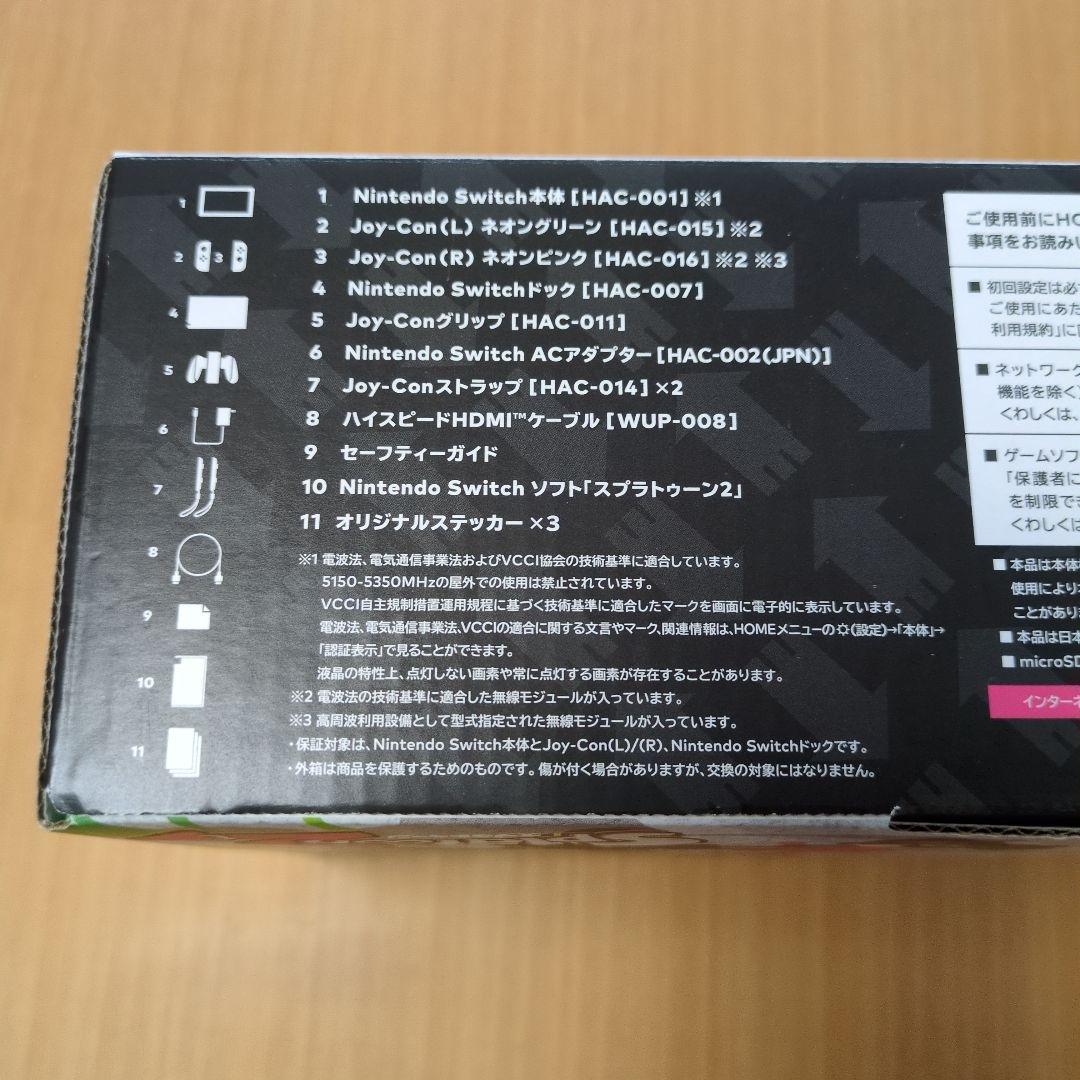 1 Nintendo Switch本体 [HAC-001] ※1
2 Joy-Con(L) ネオングリーン [HAC-015] ※2
3 Joy-Con(R) ネオンピンク [HAC-016] ※2 ※3
4 Nintendo Switchドック [HAC-007]
5 Joy-Conグリップ [HAC-011]
6 Nintendo Switch ACアダプター [HAC-002(JPN)]
7 Joy-Conストラップ [HAC-014] ×2
8 ハイスピードHDMI™ケーブル [WUP-008]
9 セーフティーガイド
10 Nintendo Switch ソフト「スプラトゥーン2」
11 オリジナルステッカー ×3
※1 電波法、電気通信事業法およびVCCI協会の技術基準に適合しています。
5150-5350MHzの屋外での使用は禁止されています。
VCCI自主規制措置運用規程に基づく技術基準に適合したマークを画面に電子的に表示しています。
電波法、電気通信事業法、VCCIの適合に関する文言やマーク、関連情報は、HOMEメニューの(設定)→「本体」→
「認証表示」で見ることができます。
液晶の特性上、点灯しない画素や常に点灯する画素が存在することがあります。
※2 電波法の技術基準に適合した無線モジュールが入っています。
※3 高周波利用設備として型式指定された無線モジュールが入っています。
・保証対象は、Nintendo Switch本体とJoy-Con(L)/(R)、Nintendo Switchドックです。
・外箱は商品を保護するためのものです。傷が付く場合がありますが、交換の対象にはなりません。
1
2 3
4
5
6
7
8
9
10
11
ご使用前にHO
事項をお読みい
■ 初回設定は必
ご使用にあた
利用規約」に
■ ネットワーク
機能を除く
くわしくは、
■ ゲームソフ
「保護者に
を制限でき
くわしくは
■ 本品は本体
使用により
ことがあり
■ 本品は日本
■ microSD
インターネ